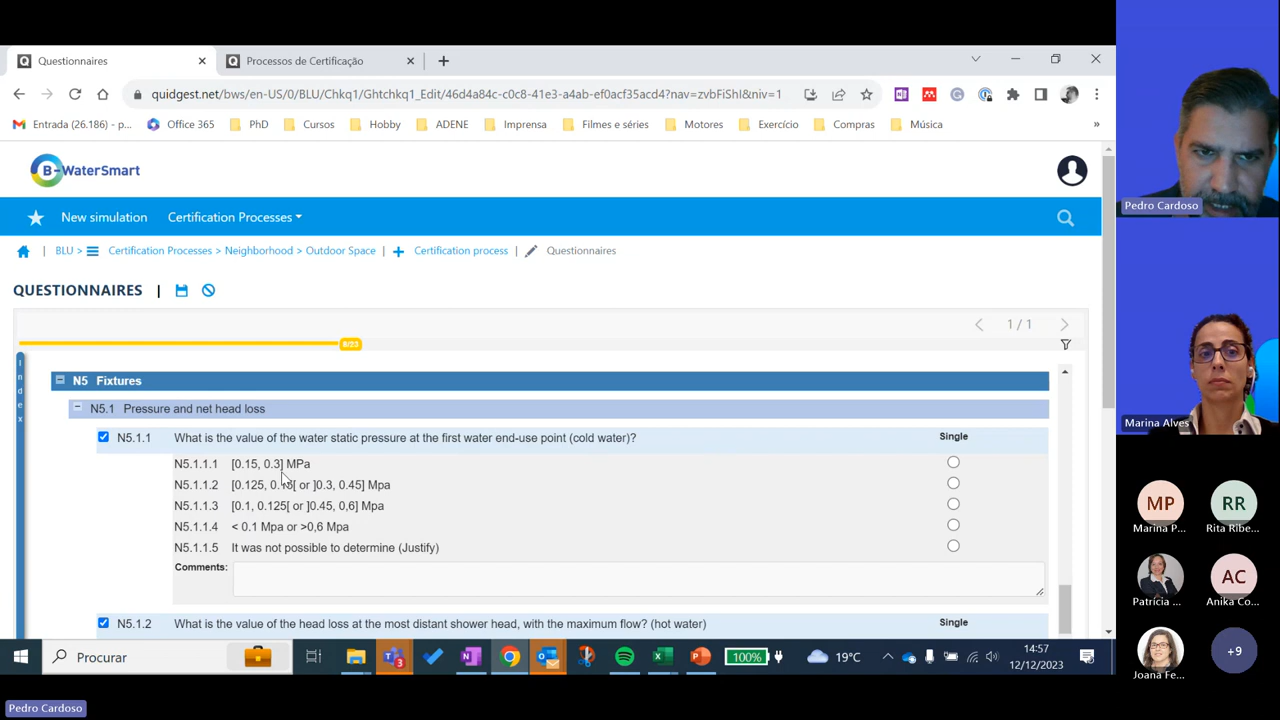 Questionnaires
Processos de Certificação
quidgest.net/bws/en-US/0/BLU/Chkq1/Ghtchkq1_Edit/46d4a84c-c0c8-41e3-a4ab-ef0acf35acd4?nav=zvbFiShI&niv=1
Entrada (26.186) - p...
Office 365
PhD
Cursos
Hobby
ADENE
Imprensa
Filmes e séries
Motores
Exercício
Compras
Música
»
B-WaterSmart
New simulation
Certification Processes
BLU >
Certification Processes > Neighborhood > Outdoor Space
Certification process
Questionnaires
QUESTIONNAIRES |
1 / 1
8/23
Index
N5 Fixtures
N5.1 Pressure and net head loss
N5.1.1 What is the value of the water static pressure at the first water end-use point (cold water)? Single
N5.1.1.1 [0.15, 0.3] MPa
N5.1.1.2 [0.125, 0.15[ or ]0.3, 0.45] Mpa
N5.1.1.3 [0.1, 0.125[ or ]0.45, 0,6] Mpa
N5.1.1.4 < 0.1 Mpa or >0,6 Mpa
N5.1.1.5 It was not possible to determine (Justify)
Comments:
N5.1.2 What is the value of the head loss at the most distant shower head, with the maximum flow? (hot water) Single
Procurar
3
100%
19°C
14:57
12/12/2023
Pedro Cardoso
Marina Alves
MP
Marina P...
RR
Rita Ribe...
Patrícia ...
AC
Anika Co...
Joana Fe...
+9
Pedro Cardoso